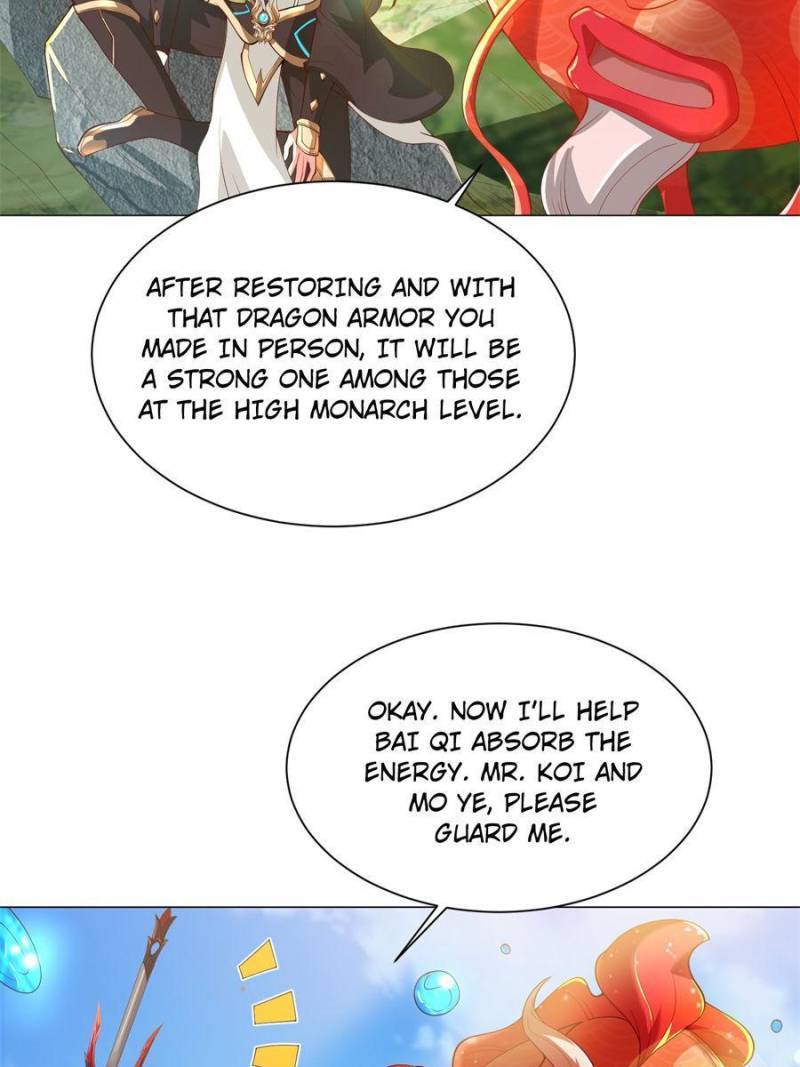 AFTER RESTORING AND WITH
THAT DRAGON ARMOR YOU
MADE IN PERSON, IT WILL BE
A STRONG ONE AMONG THOSE
AT THE HIGH MONARCH LEVEL.
OKAY. NOW I'LL HELP
BAI QI ABSORB THE
ENERGY. MR. KOI AND
MO YE, PLEASE
GUARD ME.